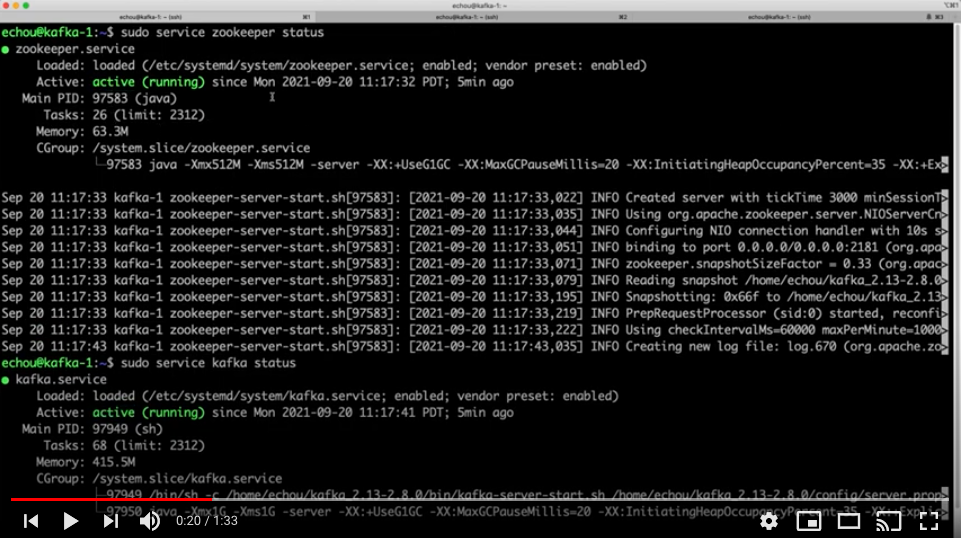 echou@kafka-1: ~
echou@kafka-1: ~ (ssh) ⌘1 echou@kafka-1: ~ (ssh) ⌘2 echou@kafka-1: ~ (ssh) ⌘3
echou@kafka-1:~$ sudo service zookeeper status
● zookeeper.service
Loaded: loaded (/etc/systemd/system/zookeeper.service; enabled; vendor preset: enabled)
Active: active (running) since Mon 2021-09-20 11:17:32 PDT; 5min ago
Main PID: 97583 (java)
Tasks: 26 (limit: 2312)
Memory: 63.3M
CGroup: /system.slice/zookeeper.service
└─97583 java -Xmx512M -Xms512M -server -XX:+UseG1GC -XX:MaxGCPauseMillis=20 -XX:InitiatingHeapOccupancyPercent=35 -XX:+Ex>
Sep 20 11:17:33 kafka-1 zookeeper-server-start.sh[97583]: [2021-09-20 11:17:33,022] INFO Created server with tickTime 3000 minSessionT>
Sep 20 11:17:33 kafka-1 zookeeper-server-start.sh[97583]: [2021-09-20 11:17:33,035] INFO Using org.apache.zookeeper.server.NIOServerCn>
Sep 20 11:17:33 kafka-1 zookeeper-server-start.sh[97583]: [2021-09-20 11:17:33,044] INFO Configuring NIO connection handler with 10s s>
Sep 20 11:17:33 kafka-1 zookeeper-server-start.sh[97583]: [2021-09-20 11:17:33,051] INFO binding to port 0.0.0.0/0.0.0.0:2181 (org.apa>
Sep 20 11:17:33 kafka-1 zookeeper-server-start.sh[97583]: [2021-09-20 11:17:33,071] INFO zookeeper.snapshotSizeFactor = 0.33 (org.apac>
Sep 20 11:17:33 kafka-1 zookeeper-server-start.sh[97583]: [2021-09-20 11:17:33,079] INFO Reading snapshot /home/echou/kafka_2.13-2.8.0>
Sep 20 11:17:33 kafka-1 zookeeper-server-start.sh[97583]: [2021-09-20 11:17:33,195] INFO Snapshotting: 0x66f to /home/echou/kafka_2.13>
Sep 20 11:17:33 kafka-1 zookeeper-server-start.sh[97583]: [2021-09-20 11:17:33,219] INFO PrepRequestProcessor (sid:0) started, reconfi>
Sep 20 11:17:33 kafka-1 zookeeper-server-start.sh[97583]: [2021-09-20 11:17:33,222] INFO Using checkIntervalMs=60000 maxPerMinute=1000>
Sep 20 11:17:43 kafka-1 zookeeper-server-start.sh[97583]: [2021-09-20 11:17:43,035] INFO Creating new log file: log.670 (org.apache.zo>
echou@kafka-1:~$ sudo service kafka status
● kafka.service
Loaded: loaded (/etc/systemd/system/kafka.service; enabled; vendor preset: enabled)
Active: active (running) since Mon 2021-09-20 11:17:41 PDT; 5min ago
Main PID: 97949 (sh)
Tasks: 68 (limit: 2312)
Memory: 415.5M
CGroup: /system.slice/kafka.service
├─97949 /bin/sh -c /home/echou/kafka_2.13-2.8.0/bin/kafka-server-start.sh /home/echou/kafka_2.13-2.8.0/config/server.prop>
└─97950 java -Xmx1G -Xms1G -server -XX:+UseG1GC -XX:MaxGCPauseMillis=20 -XX:InitiatingHeapOccupancyPercent=35 -XX:+Explic>
0:20 / 1:33